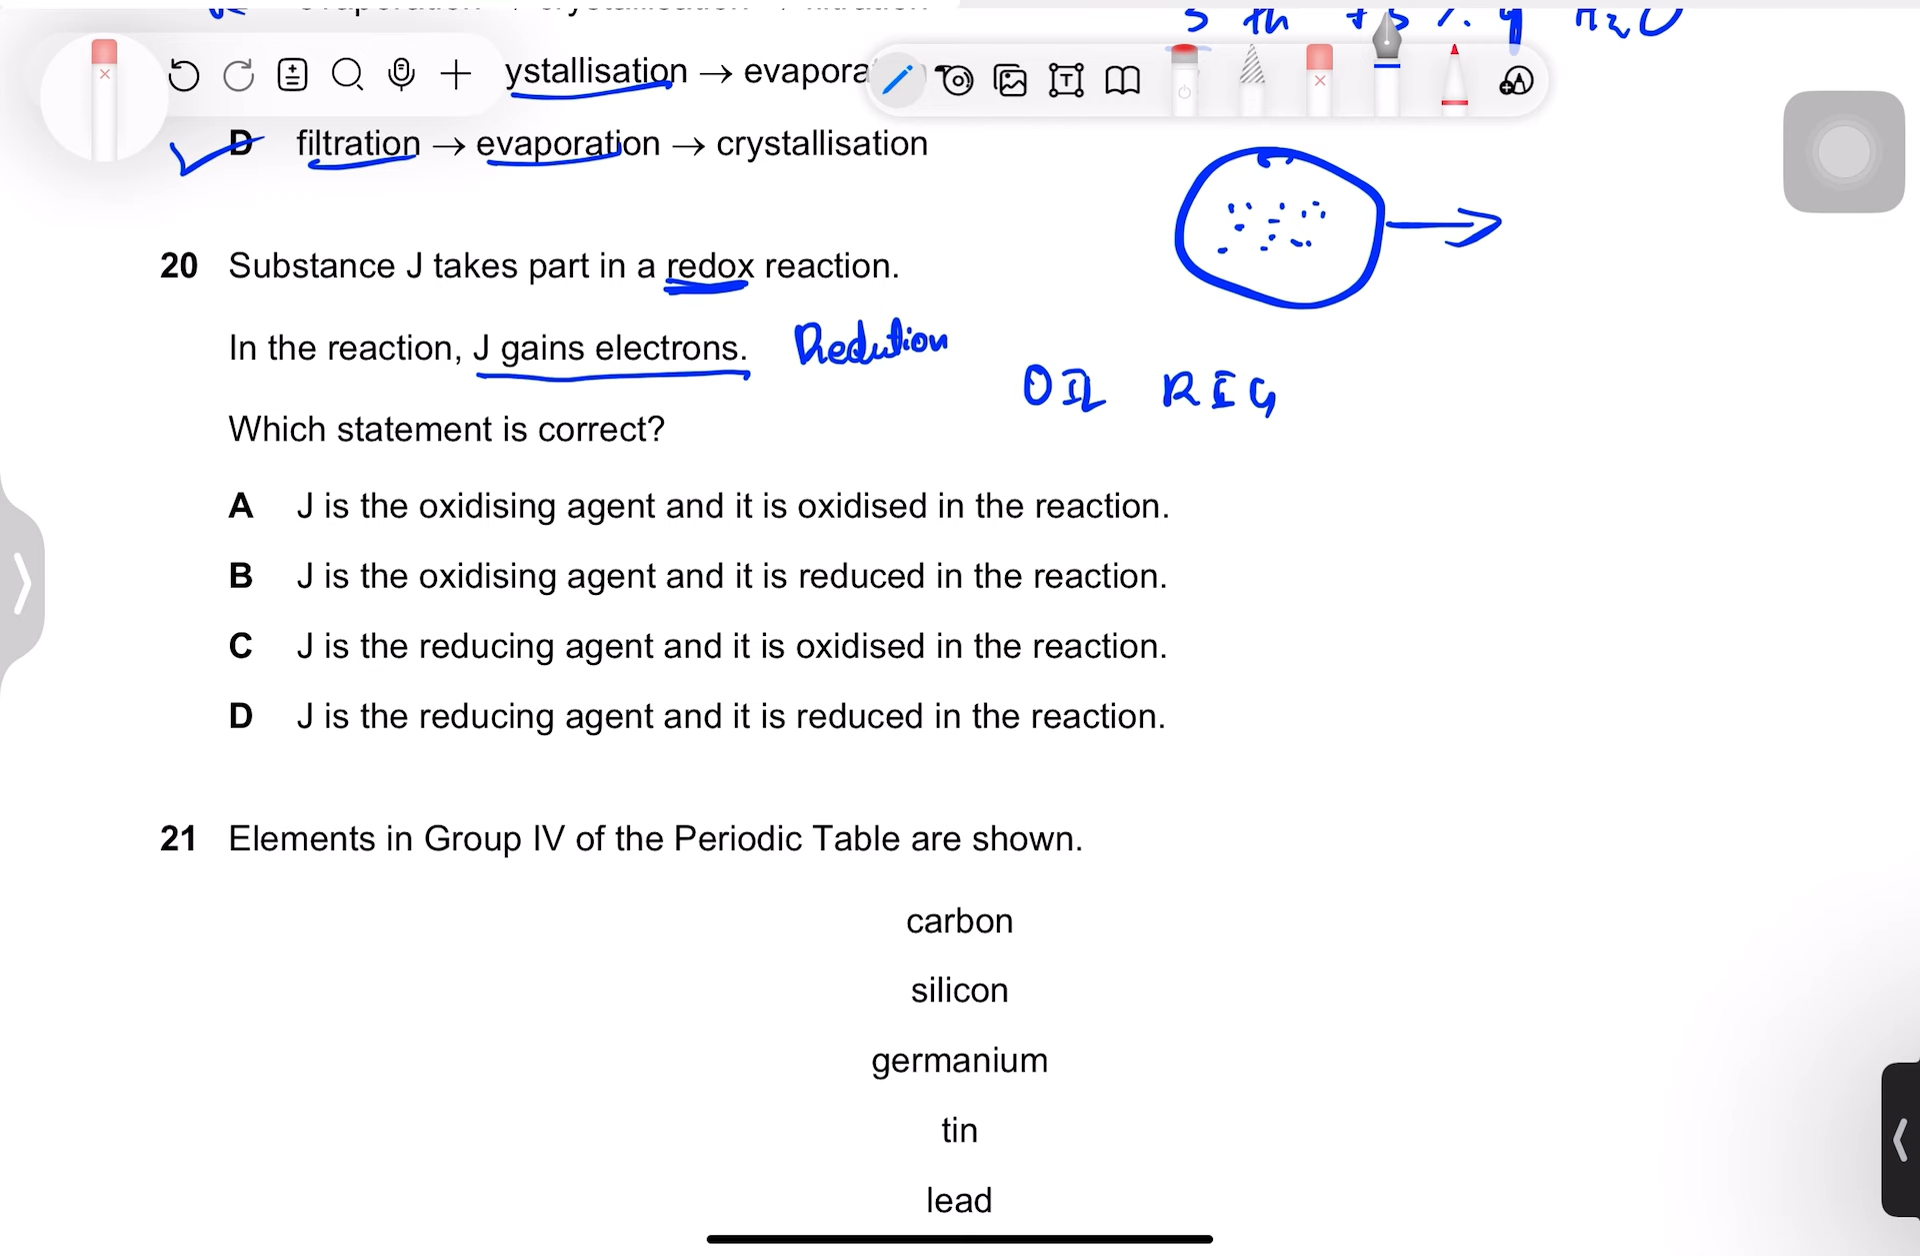 ystallisation → evapora
D filtration → evaporation → crystallisation
20 Substance J takes part in a redox reaction.
In the reaction, J gains electrons. Redution
OIL RIG
Which statement is correct?
A J is the oxidising agent and it is oxidised in the reaction.
B J is the oxidising agent and it is reduced in the reaction.
C J is the reducing agent and it is oxidised in the reaction.
D J is the reducing agent and it is reduced in the reaction.
21 Elements in Group IV of the Periodic Table are shown.
carbon
silicon
germanium
tin
lead